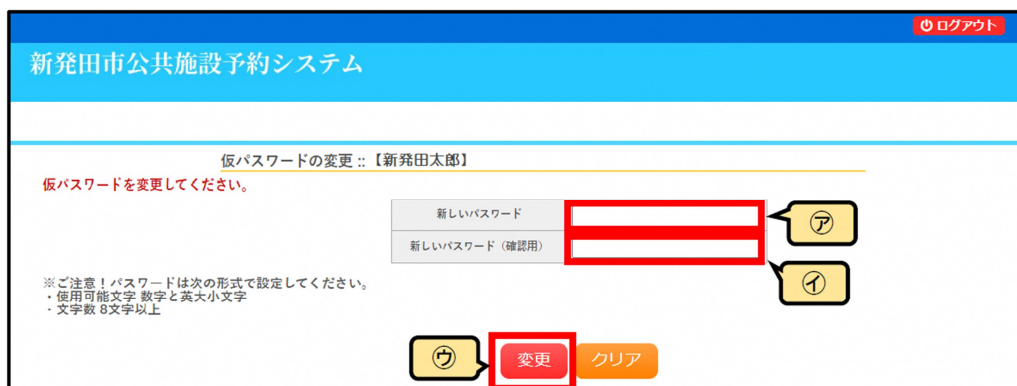 ログアウト
新発田市公共施設予約システム
仮パスワードの変更 ::【新発田太郎】
仮パスワードを変更してください。
新しいパスワード
㋐
新しいパスワード（確認用）
㋑
※ご注意！パスワードは次の形式で設定してください。
・使用可能文字 数字と英大小文字
・文字数 8文字以上
㋒ 変更 クリア